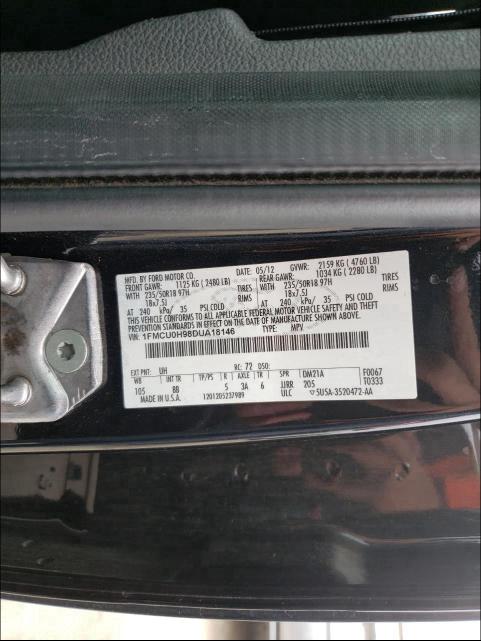 MFD. BY FORD MOTOR CO. DATE: 05/12 GVWR: 2159 KG ( 4760 LB)
FRONT GAWR: 1125 KG ( 2480 LB) REAR GAWR: 1034 KG ( 2280 LB)
WITH 235/50R18 97H TIRES WITH 235/50R18 97H TIRES
18x7.5J RIMS 18x7.5J RIMS
AT 240 kPa/ 35 PSI COLD AT 240 kPa/ 35 PSI COLD
THIS VEHICLE CONFORMS TO ALL APPLICABLE FEDERAL MOTOR VEHICLE SAFETY AND THEFT
PREVENTION STANDARDS IN EFFECT ON THE DATE OF MANUFACTURE SHOWN ABOVE.
VIN: 1FMCU0H98DUA18146 TYPE: MPV
EXT PNT: UH RC: 72 DSO: F0067
WB INT TR TP/PS R AXLE TR SPR DM21A T0333
105 BB 5 3A 6 JJRR 205
MADE IN U.S.A. 1201205237989 ULC 5U5A-3520472-AA